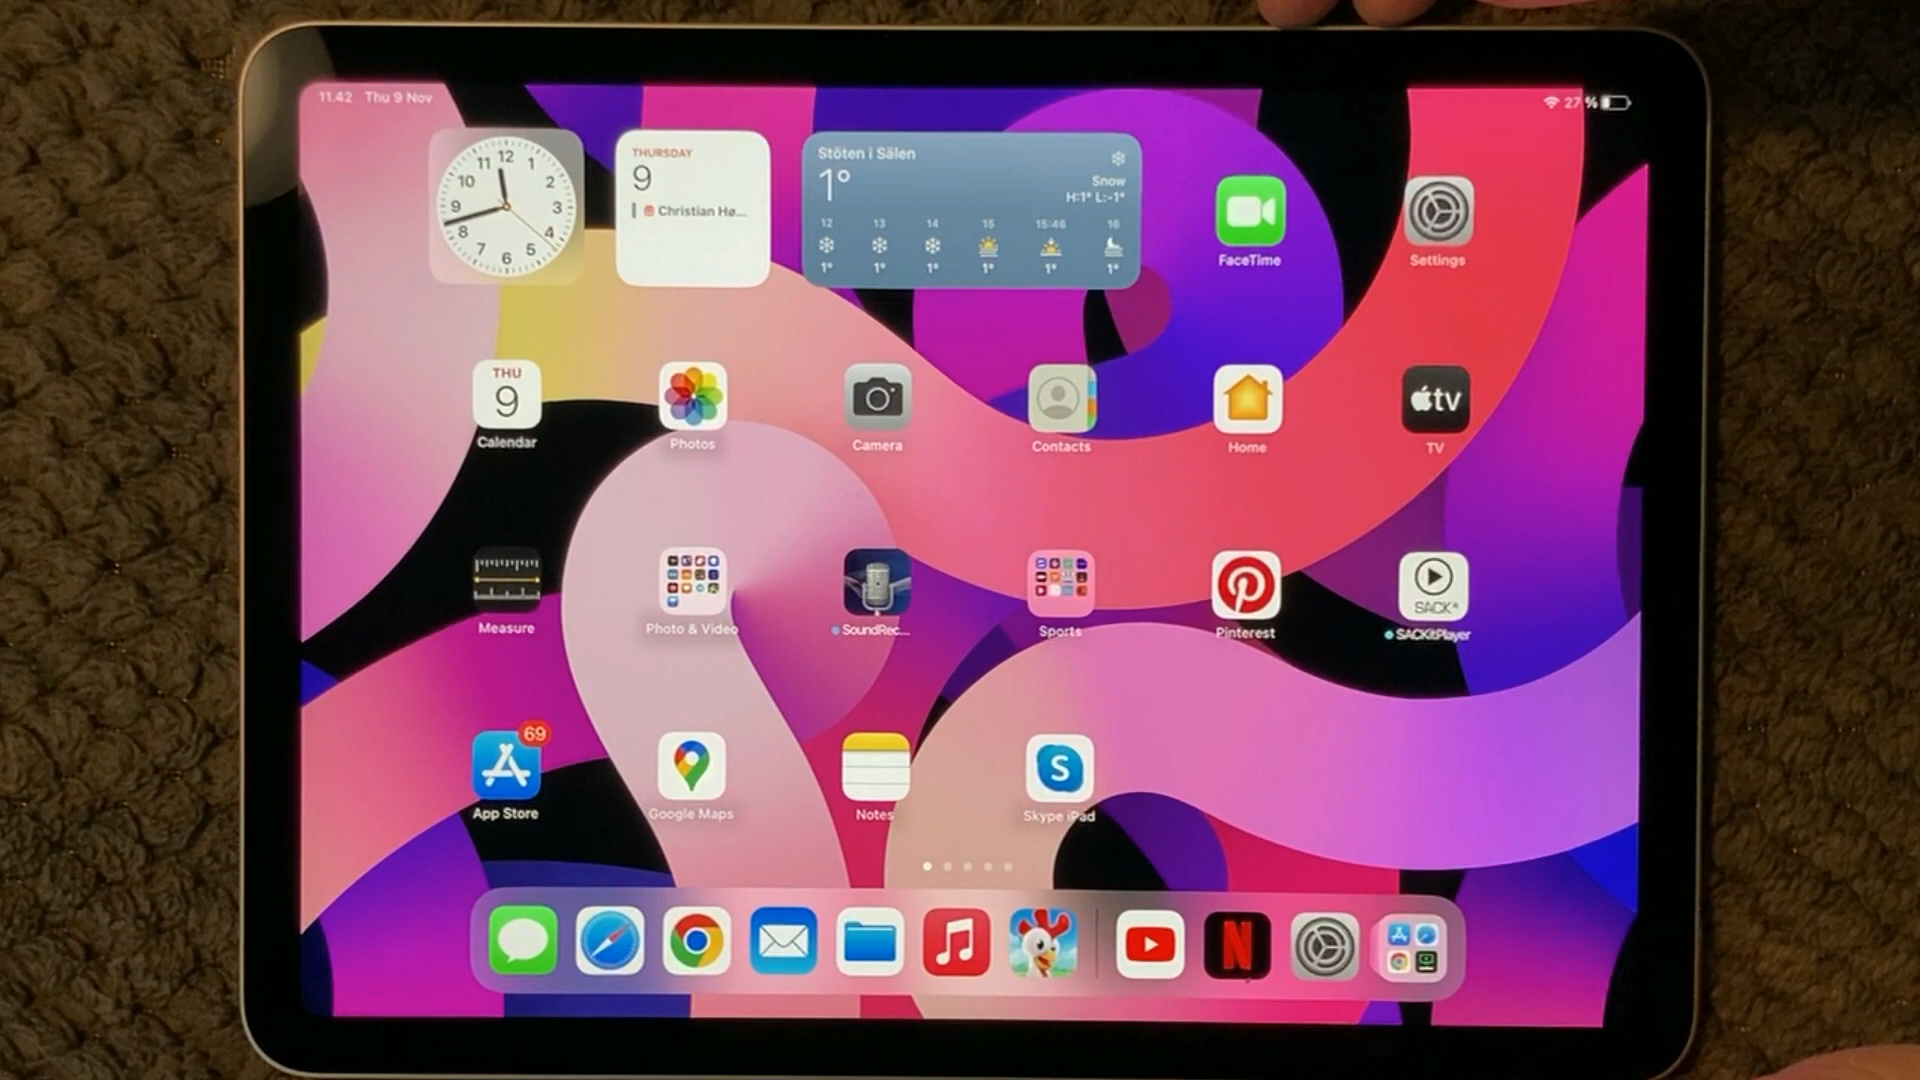 11.42 Thu 9 Nov
27 %
12
1
2
3
4
5
6
7
8
9
10
11
THURSDAY
9
Christian Hø...
Stöten i Sälen
1°
Snow
H:1° L:-1°
12 13 14 15 15:46 16
1° 1° 1° 1° 1° 1°
FaceTime
Settings
THU
9
tv
Calendar
Photos
Camera
Contacts
Home
TV
SACK
Measure
Photo & Video
SoundRec...
Sports
Pinterest
SACKitPlayer
69
S
App Store
Google Maps
Notes
Skype iPad
N